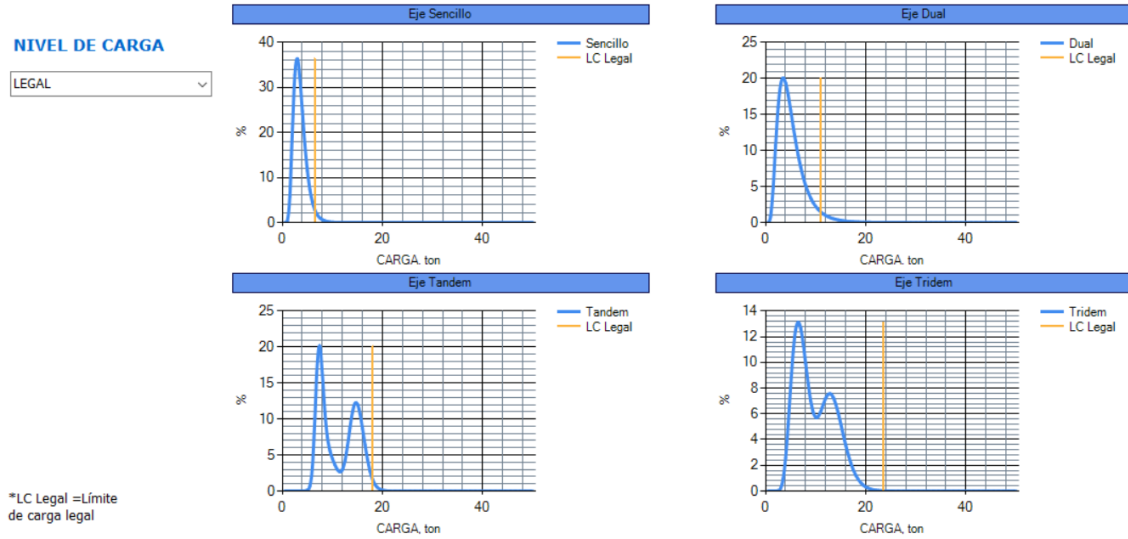 NIVEL DE CARGA
LEGAL
Eje Sencillo
40
30
20
10
0
%
0
20
40
CARGA. ton
Sencillo
LC Legal
Eje Dual
25
20
15
10
5
0
%
0
20
40
CARGA. ton
Dual
LC Legal
Eje Tandem
25
20
15
10
5
0
%
0
20
40
CARGA, ton
Tandem
LC Legal
Eje Tridem
14
12
10
8
6
4
2
0
%
0
20
40
CARGA, ton
Tridem
LC Legal
*LC Legal =Límite
de carga legal